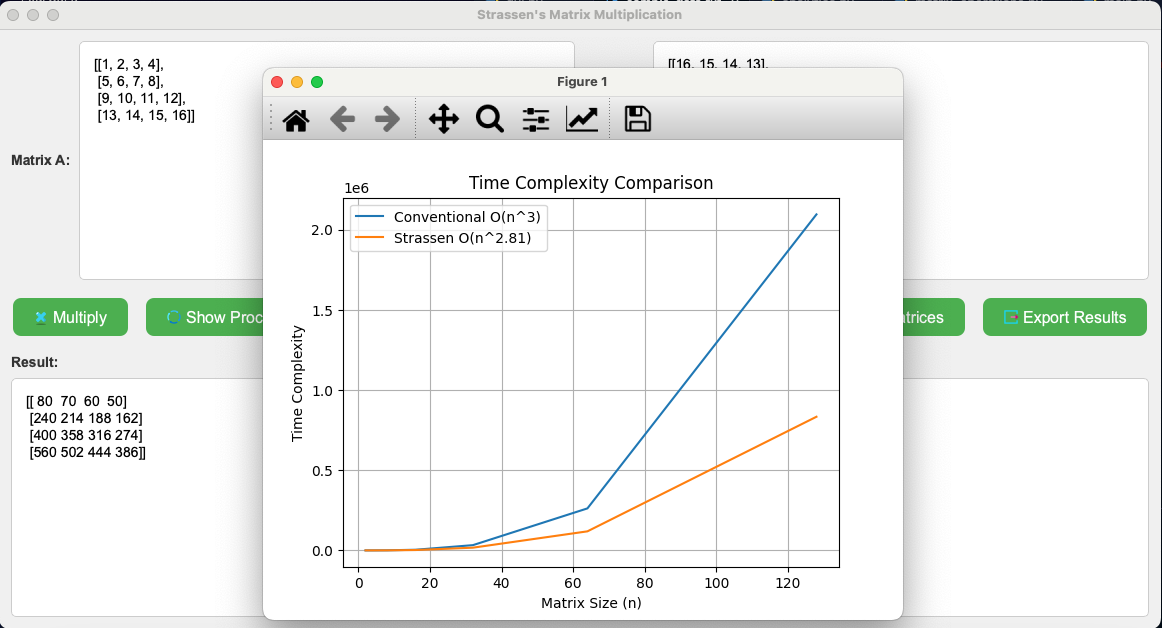 Strassen's Matrix Multiplication
[[1, 2, 3, 4],
[5, 6, 7, 8],
[9, 10, 11, 12],
[13, 14, 15, 16]]
[[16, 15, 14, 13],
Matrix A:
Figure 1
Time Complexity Comparison
1e6
Conventional O(n^3)
Strassen O(n^2.81)
2.0
1.5
1.0
0.5
0.0
Time Complexity
0 20 40 60 80 100 120
Matrix Size (n)
Multiply
Show Proc
trices
Export Results
Result:
[[ 80 70 60 50]
[240 214 188 162]
[400 358 316 274]
[560 502 444 386]]